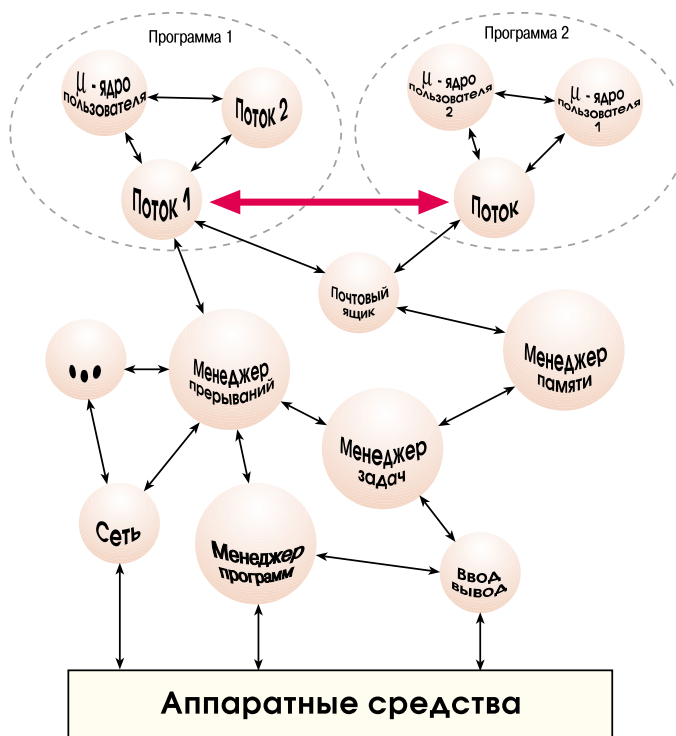 Программа 1
Программа 2
μ - ядро
пользователя
Поток 2
Поток 1
μ - ядро
пользователя
2
μ - ядро
пользователя
1
Поток
Почтовый
ящик
Менеджер
прерываний
Менеджер
памяти
Менеджер
задач
Сеть
Менеджер
программ
Ввод
вывод
Аппаратные средства